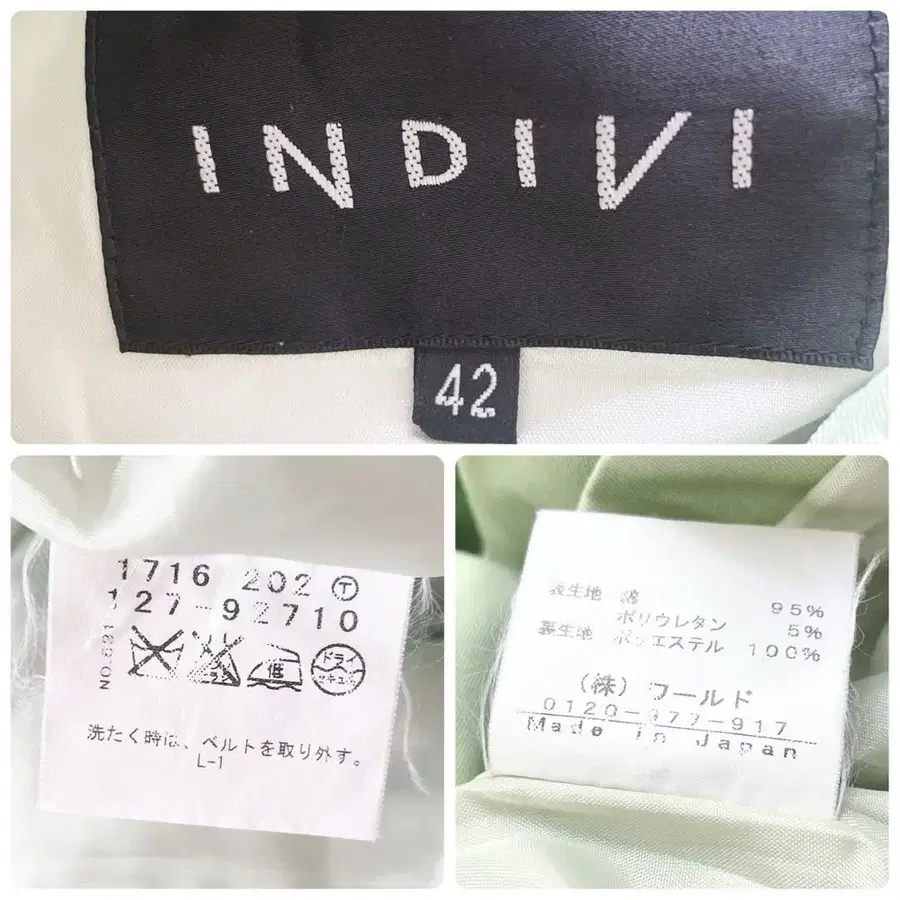 INDIVI
42
1716 202 Ⓣ
127-92710
NO.621
低
ドライ
洗たく時は、ベルトを取り外す。
L-1
表生地 綿 95%
ポリウレタン 5%
裏生地 ポリエステル 100%
(株) ワールド
0120-977-917
Made in Japan